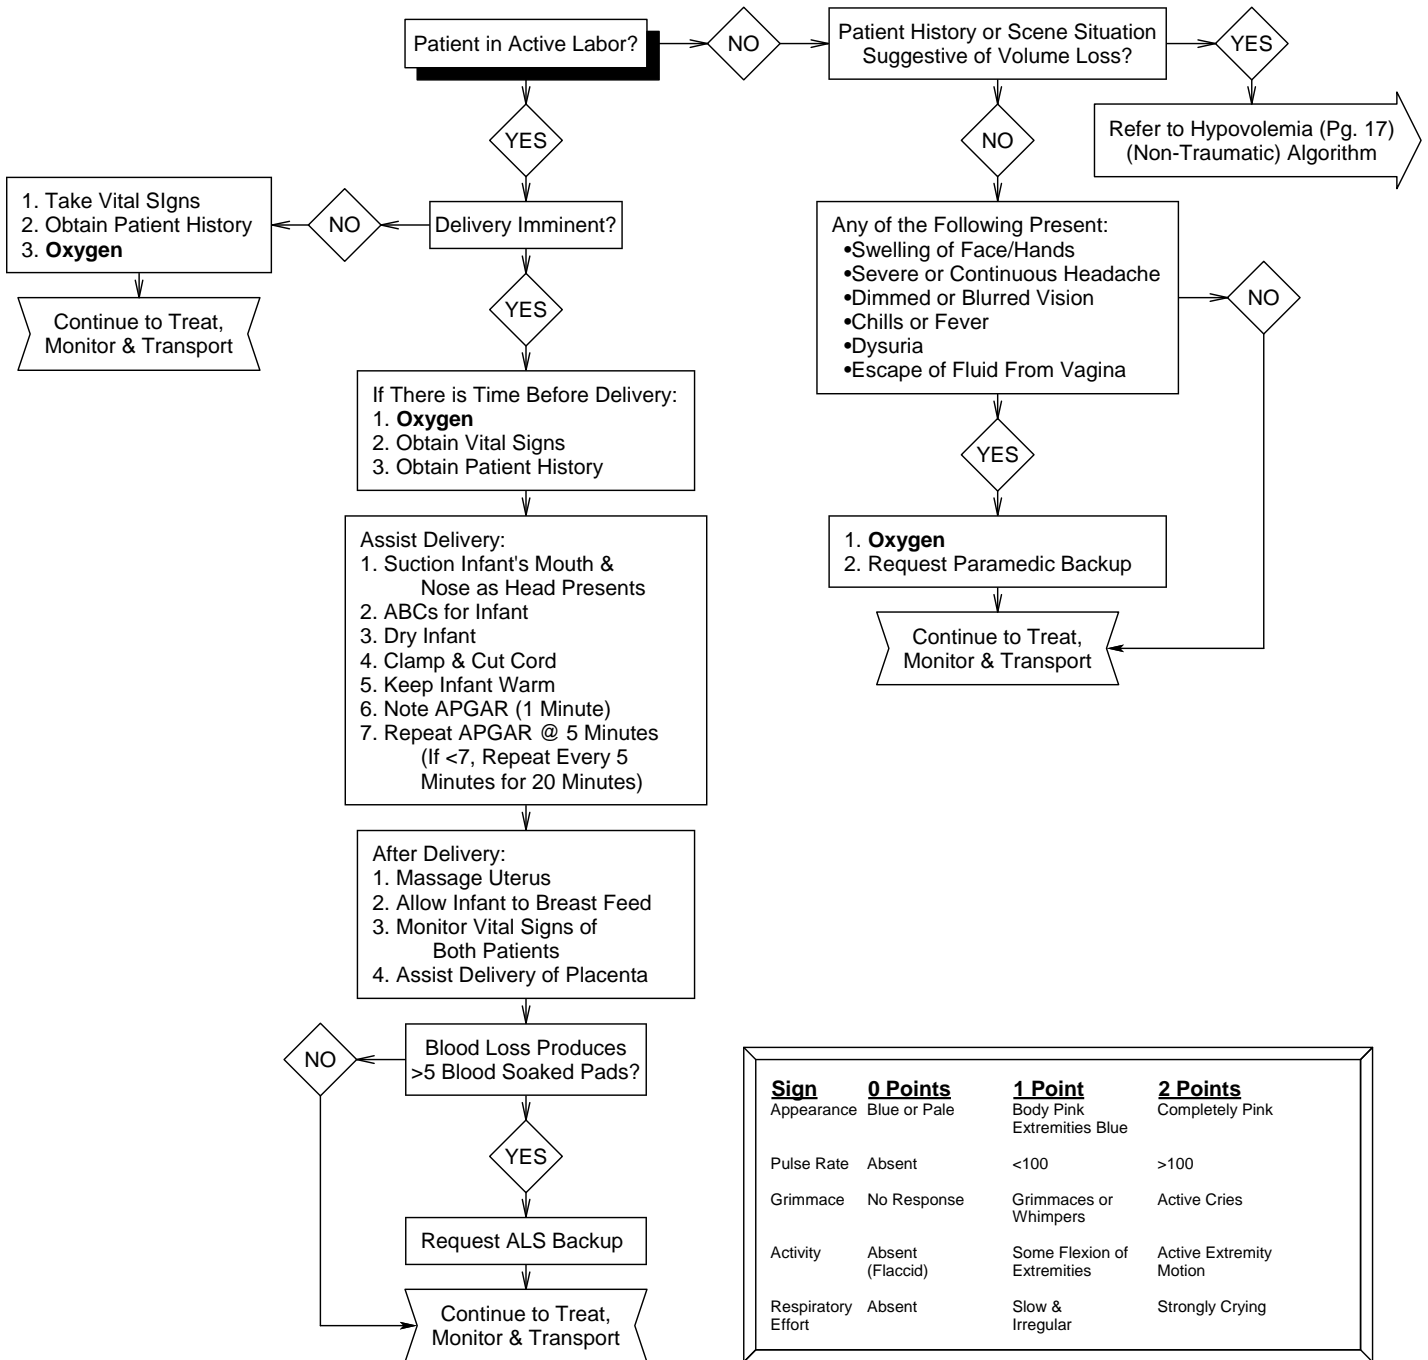 Patient in Active Labor?
NO
Patient History or Scene Situation
Suggestive of Volume Loss?
YES
Refer to Hypovolemia (Pg. 17)
(Non-Traumatic) Algorithm
YES
NO
Delivery Imminent?
NO
1. Take Vital SIgns
2. Obtain Patient History
3. Oxygen
Continue to Treat,
Monitor & Transport
Any of the Following Present:
•Swelling of Face/Hands
•Severe or Continuous Headache
•Dimmed or Blurred Vision
•Chills or Fever
•Dysuria
•Escape of Fluid From Vagina
NO
YES
1. Oxygen
2. Request Paramedic Backup
Continue to Treat,
Monitor & Transport
YES
If There is Time Before Delivery:
1. Oxygen
2. Obtain Vital Signs
3. Obtain Patient History
Assist Delivery:
1. Suction Infant's Mouth &
Nose as Head Presents
2. ABCs for Infant
3. Dry Infant
4. Clamp & Cut Cord
5. Keep Infant Warm
6. Note APGAR (1 Minute)
7. Repeat APGAR @ 5 Minutes
(If <7, Repeat Every 5
Minutes for 20 Minutes)
After Delivery:
1. Massage Uterus
2. Allow Infant to Breast Feed
3. Monitor Vital Signs of
Both Patients
4. Assist Delivery of Placenta
Blood Loss Produces
>5 Blood Soaked Pads?
NO
YES
Request ALS Backup
Continue to Treat,
Monitor & Transport
Sign 0 Points 1 Point 2 Points
Appearance Blue or Pale Body Pink Completely Pink
Extremities Blue
Pulse Rate Absent <100 >100
Grimmace No Response Grimmaces or Active Cries
Whimpers
Activity Absent Some Flexion of Active Extremity
(Flaccid) Extremities Motion
Respiratory Absent Slow & Strongly Crying
Effort Irregular